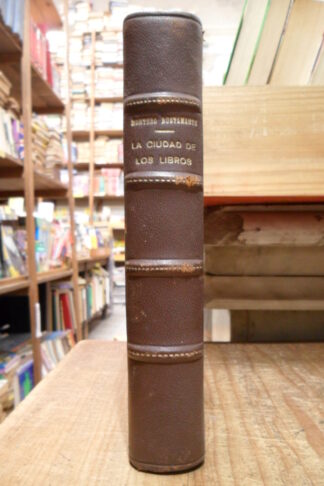 MONTERO BUSTAMANTE
LA CIUDAD DE
LOS LIBROS